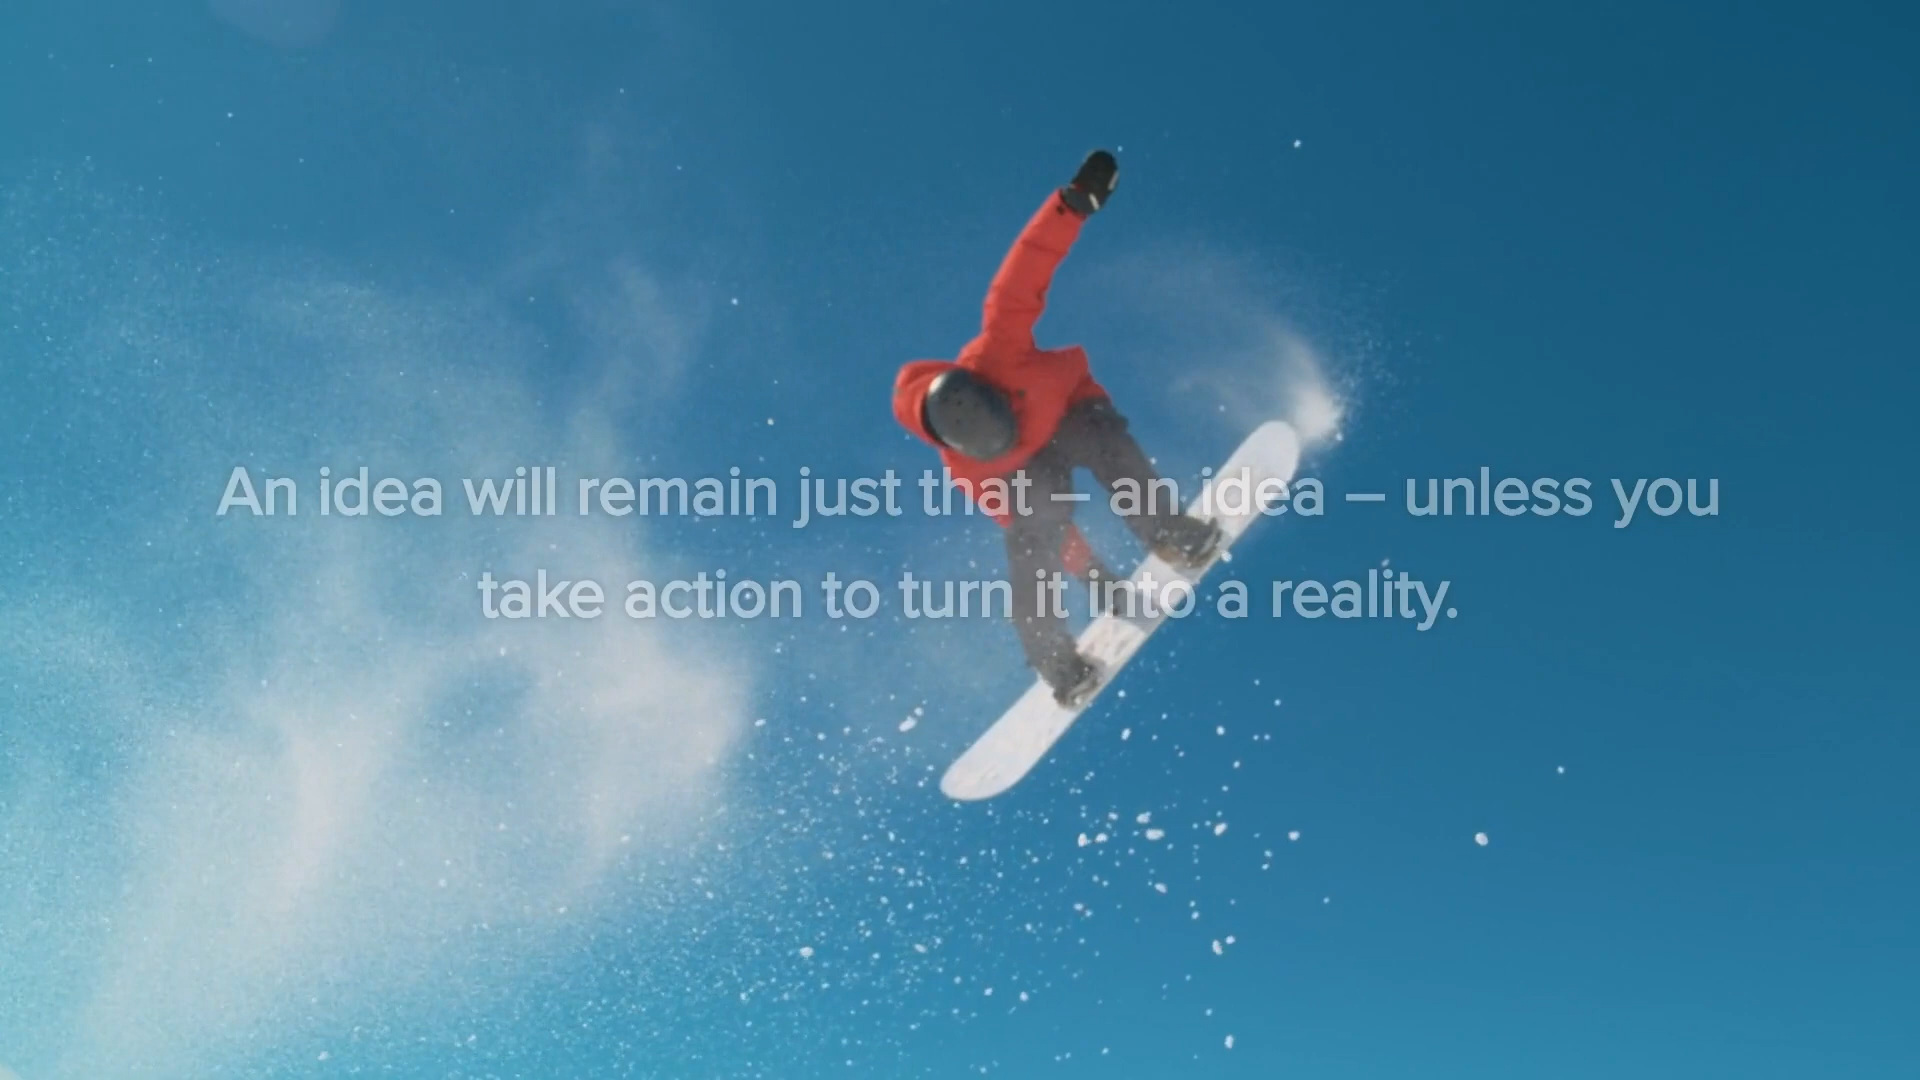 An idea will remain just that – an idea – unless you
take action to turn it into a reality.